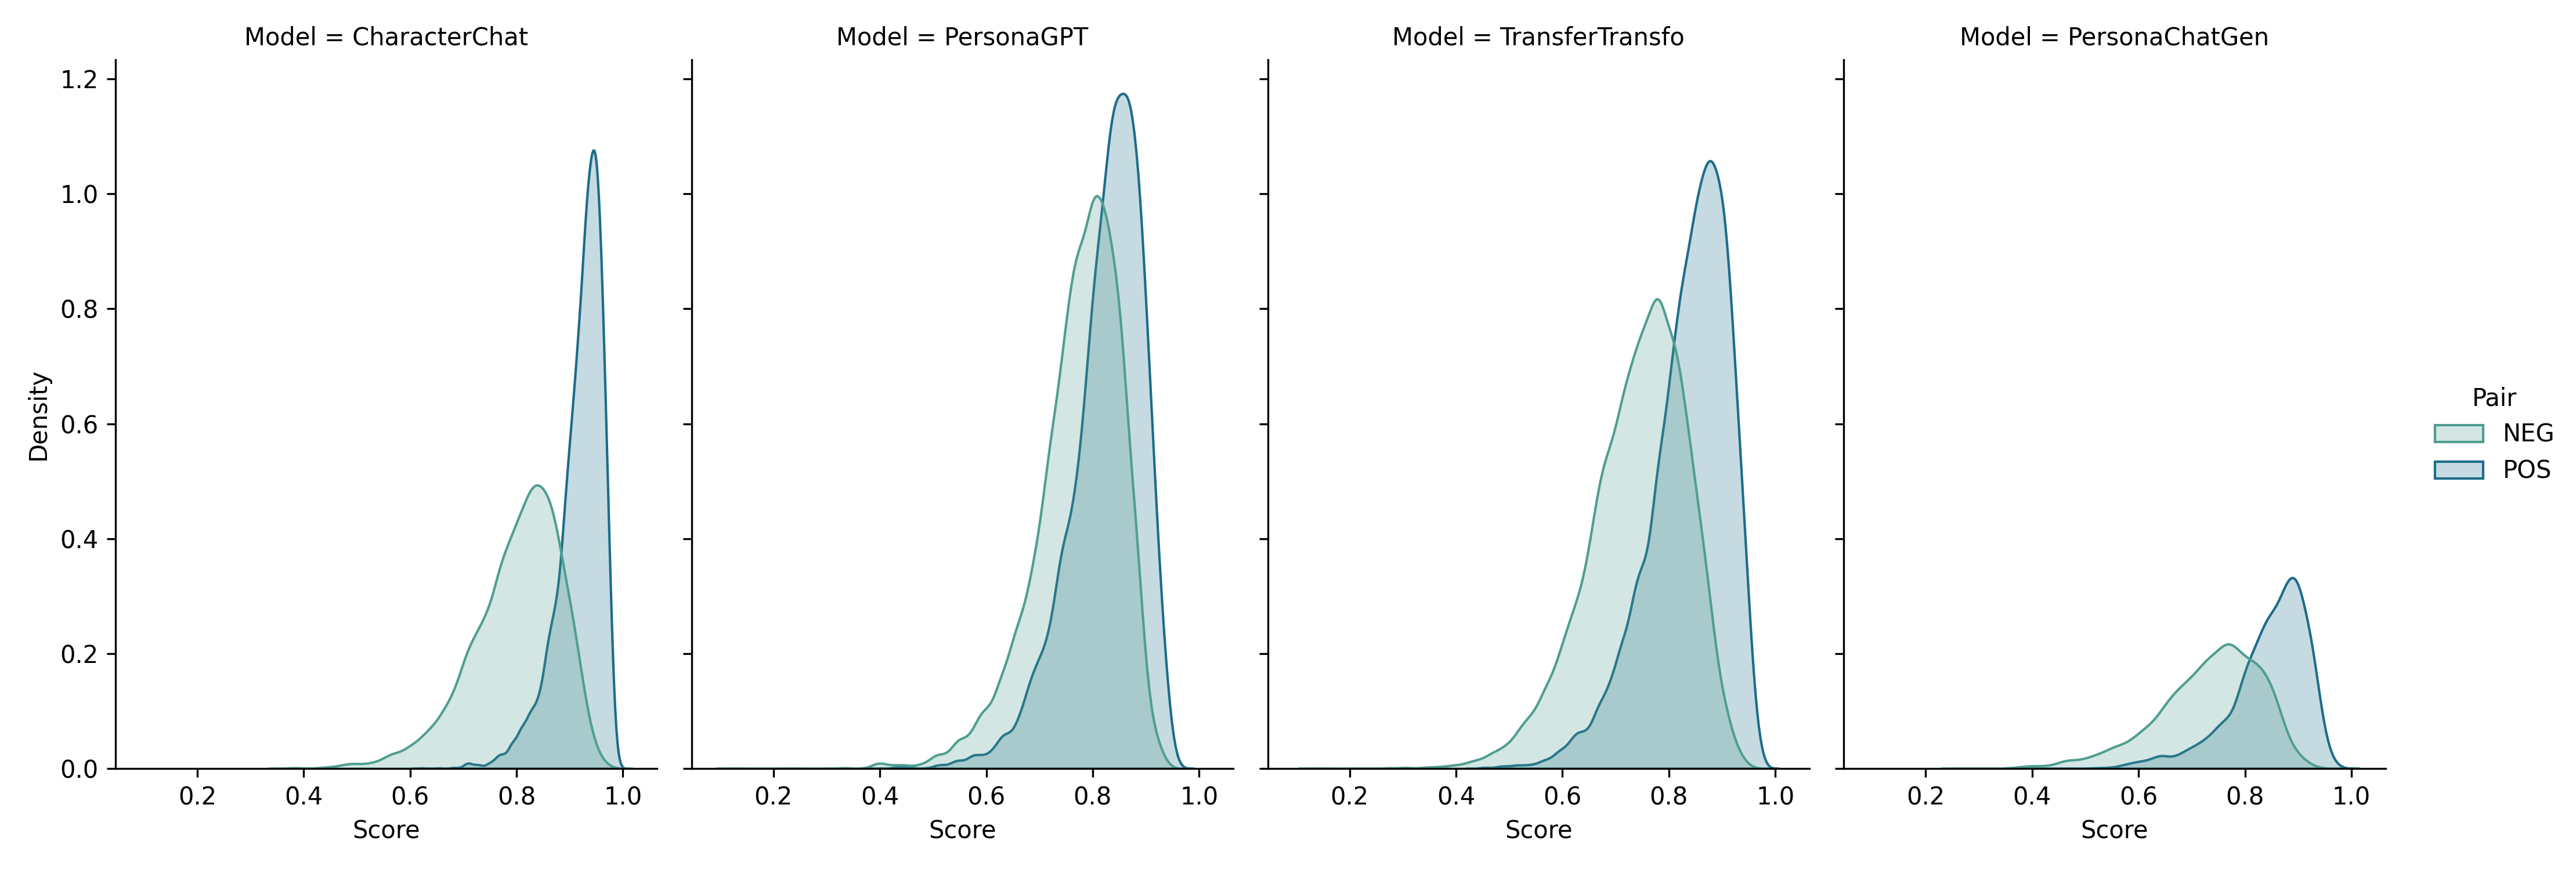 Model = CharacterChat
Model = PersonaGPT
Model = TransferTransfo
Model = PersonaChatGen
1.2
1.0
0.8
0.6
0.4
0.2
0.0
Density
0.2 0.4 0.6 0.8 1.0
0.2 0.4 0.6 0.8 1.0
0.2 0.4 0.6 0.8 1.0
0.2 0.4 0.6 0.8 1.0
Score
Score
Score
Score
Pair
NEG
POS